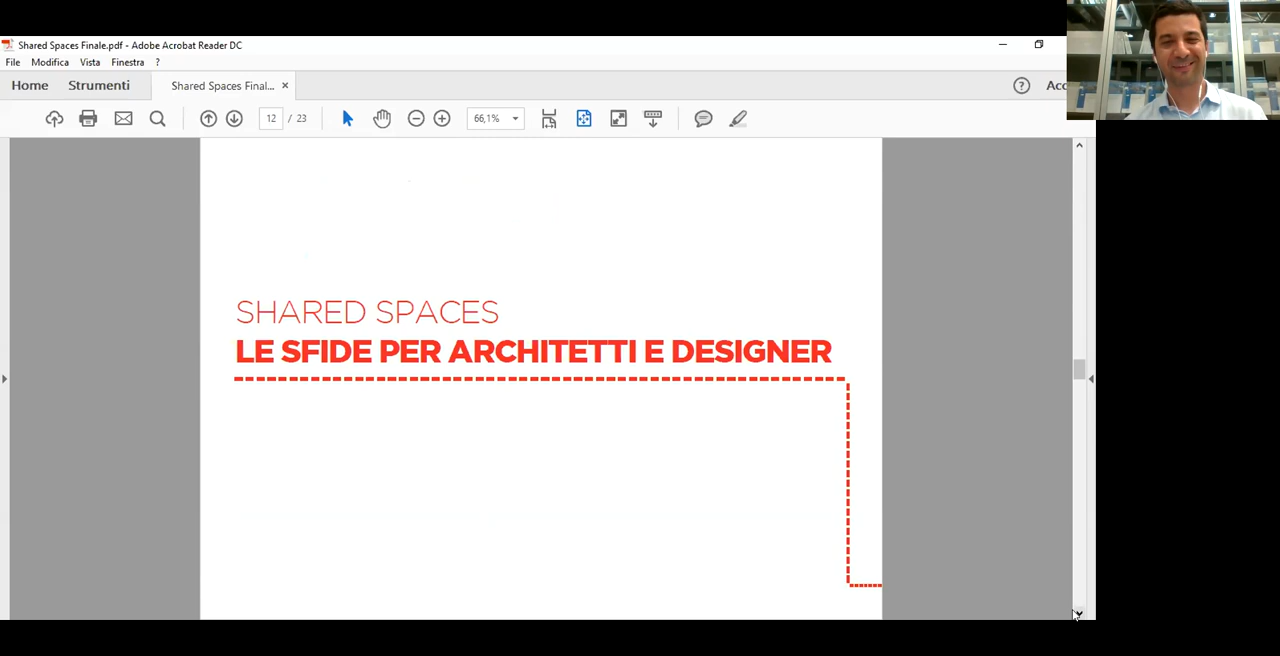 Shared Spaces Finale.pdf - Adobe Acrobat Reader DC
File Modifica Vista Finestra ?
Home Strumenti Shared Spaces Final... × ? Acc
12 / 23 66,1%
SHARED SPACES
LE SFIDE PER ARCHITETTI E DESIGNER